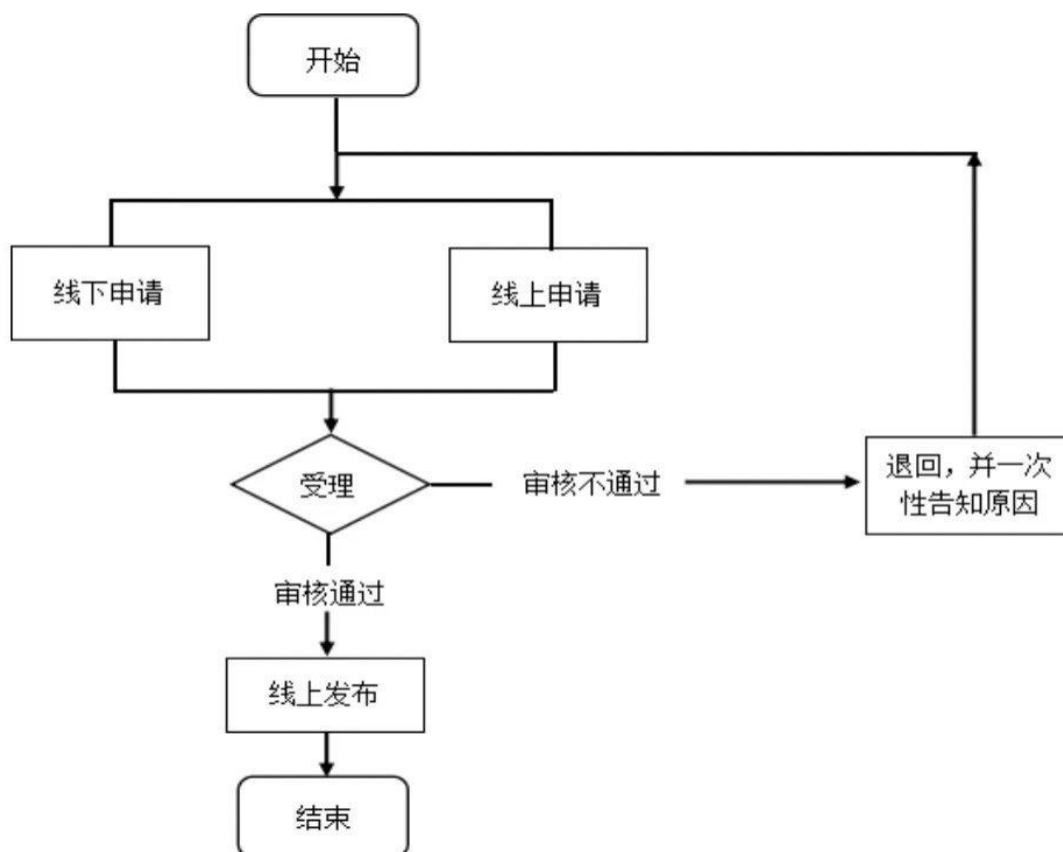 开始
线下申请
线上申请
受理
审核不通过
退回，并一次
性告知原因
审核通过
线上发布
结束